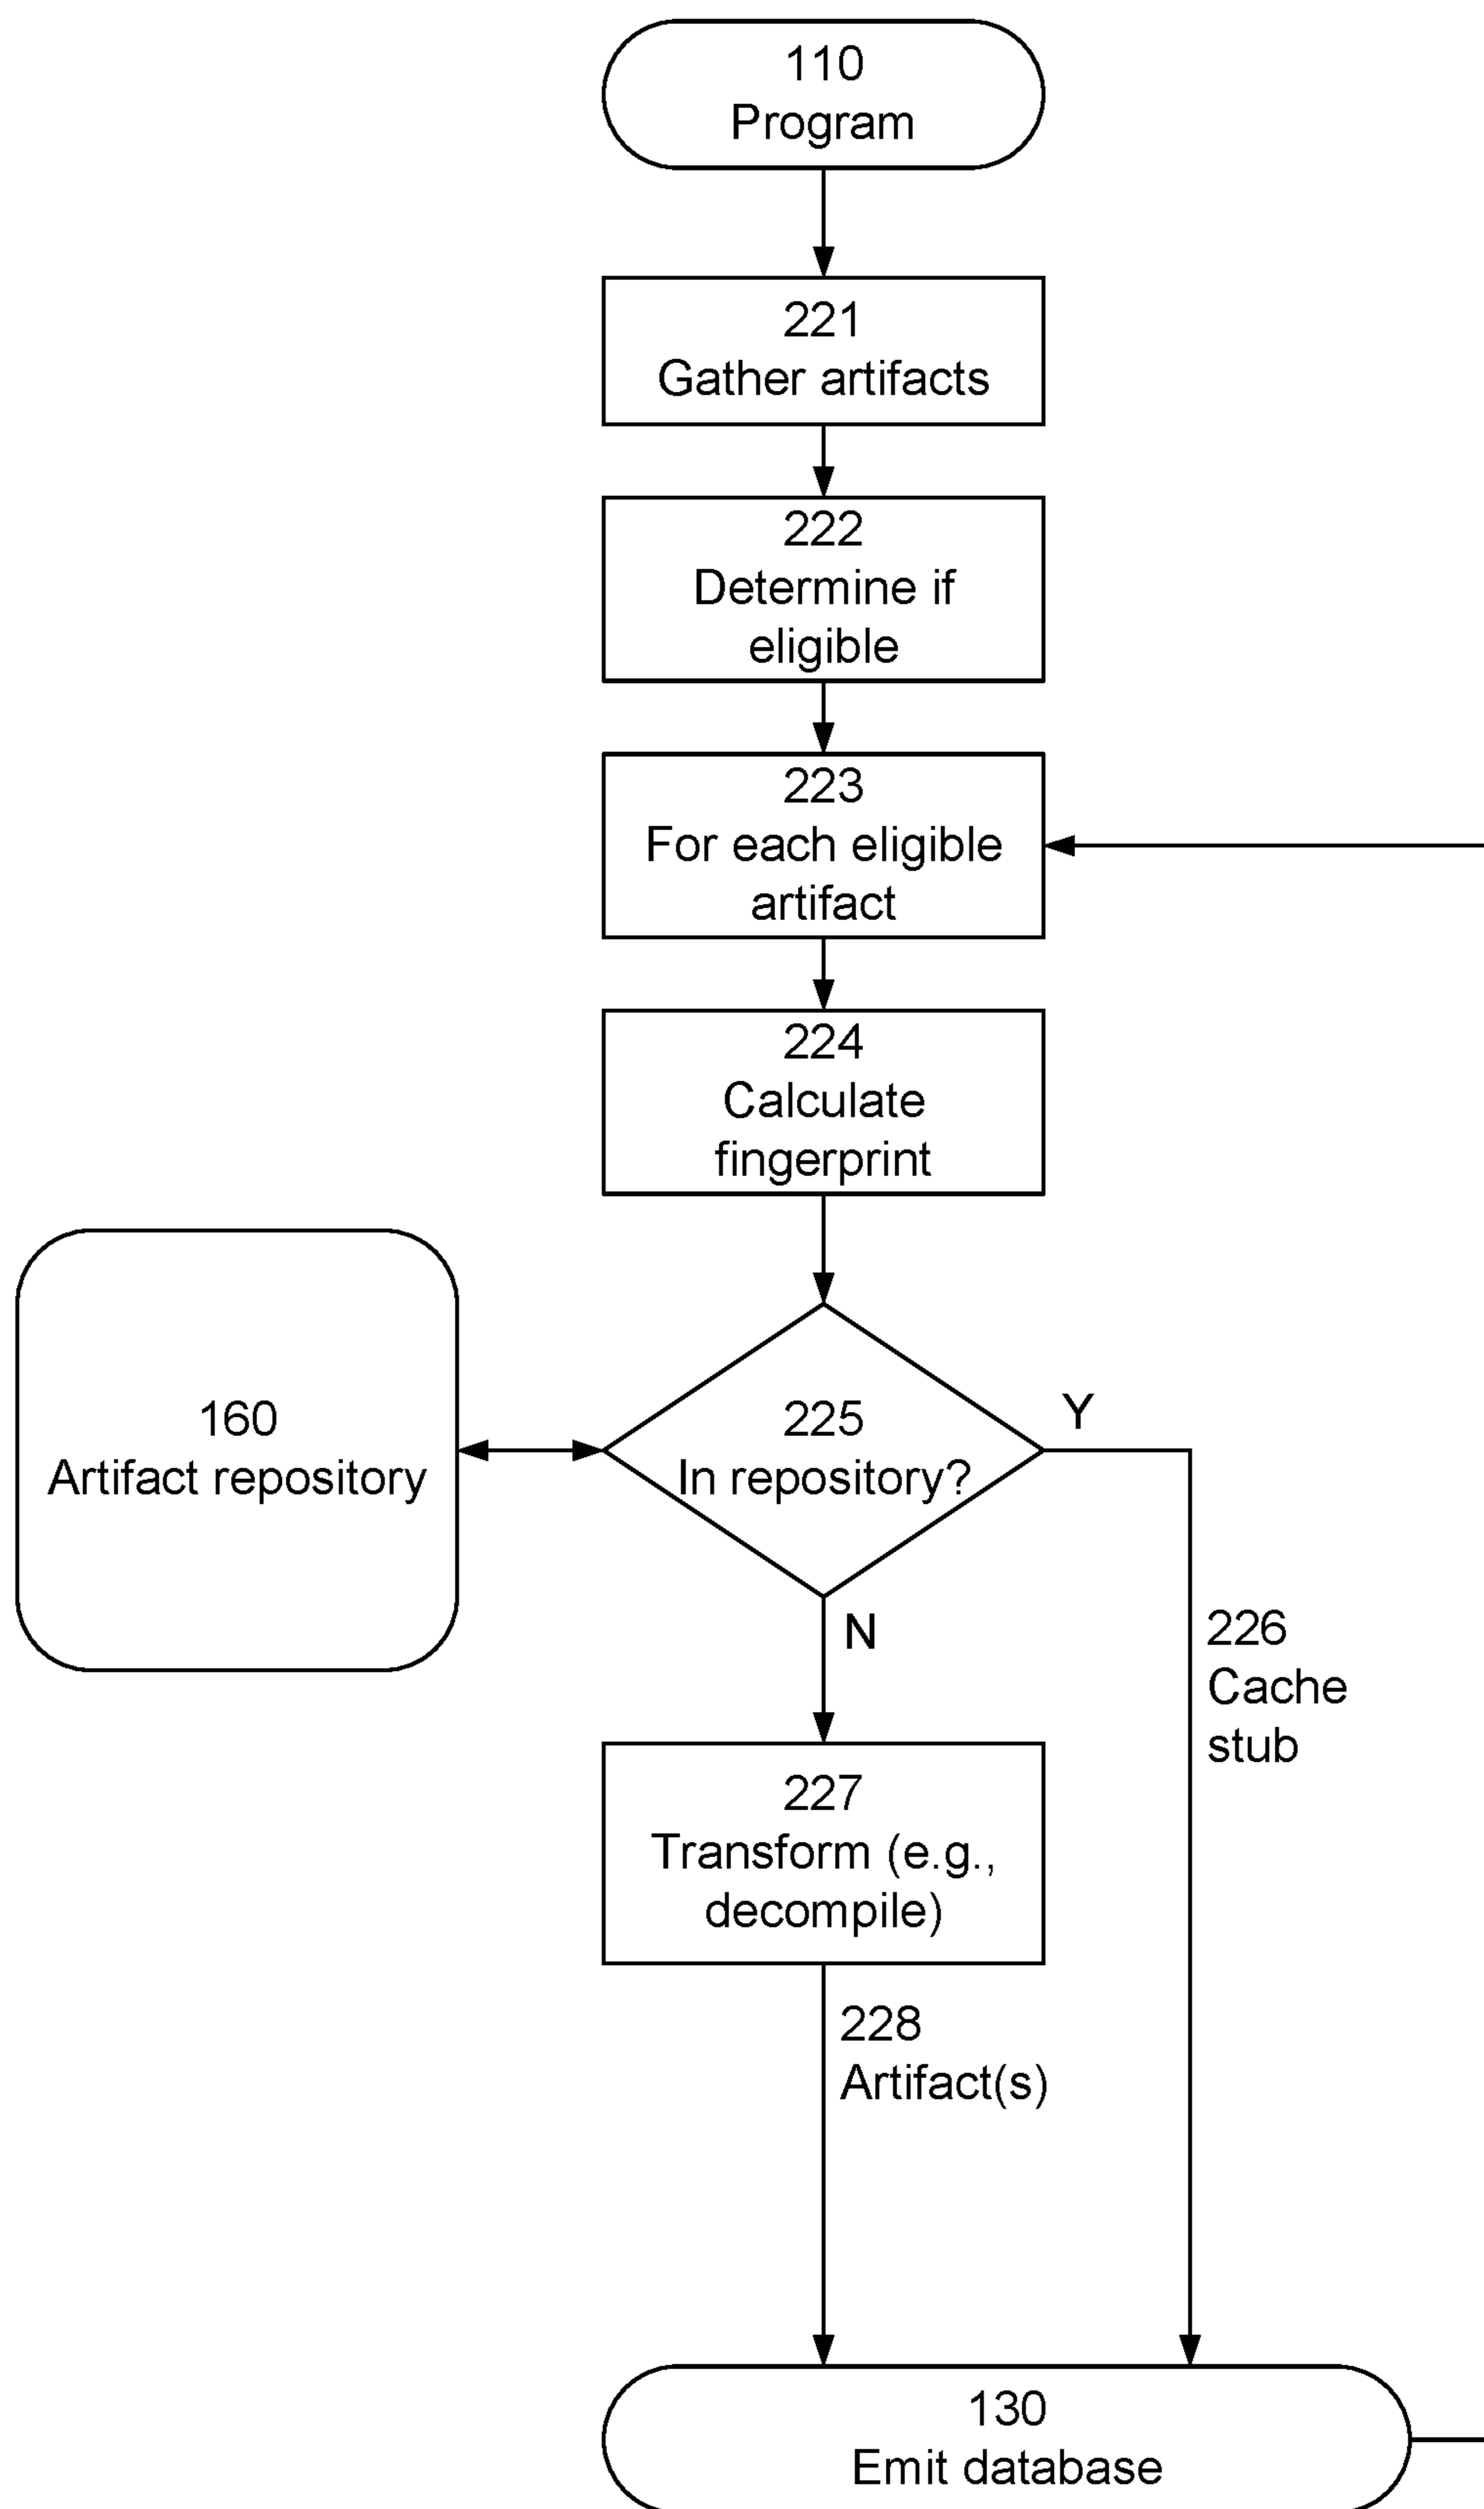 110
Program
221
Gather artifacts
222
Determine if
eligible
223
For each eligible
artifact
224
Calculate
fingerprint
160
Artifact repository
225
In repository?
Y
N
226
Cache
stub
227
Transform (e.g.,
decompile)
228
Artifact(s)
130
Emit database